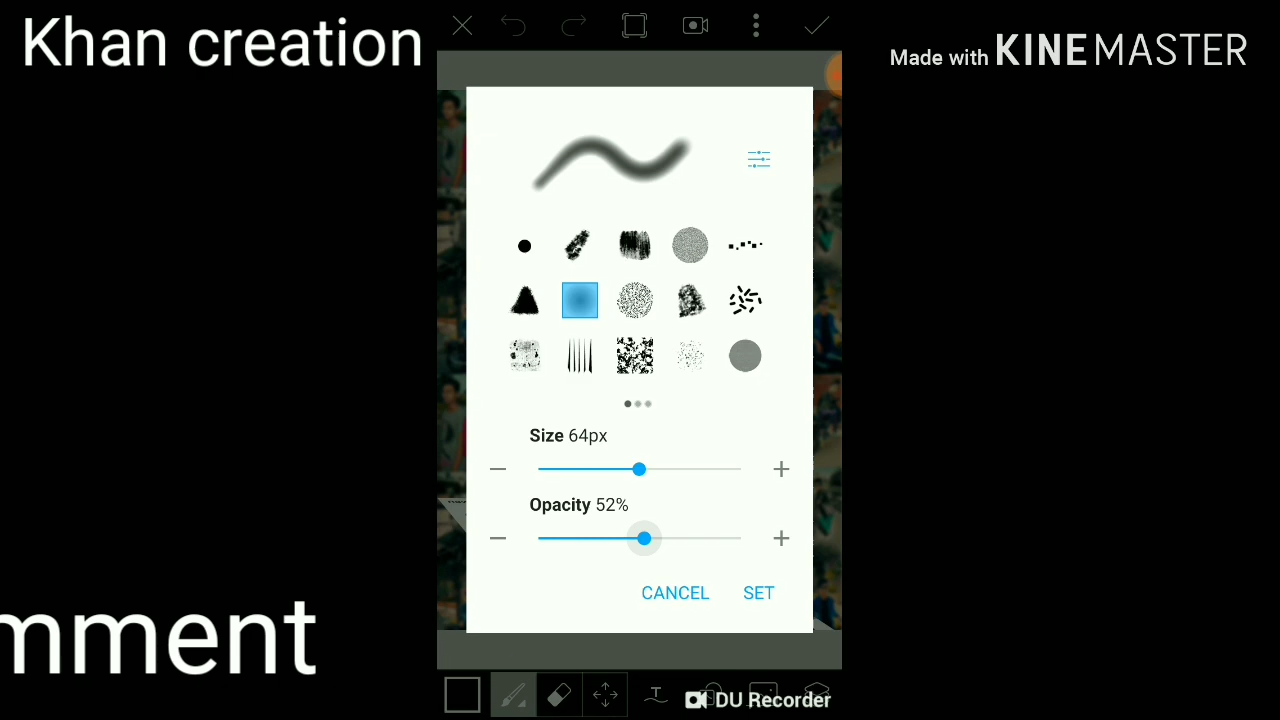 Khan creation
Made with KINEMASTER
Size 64px
Opacity 52%
CANCEL SET
mment
T
DU Recorder